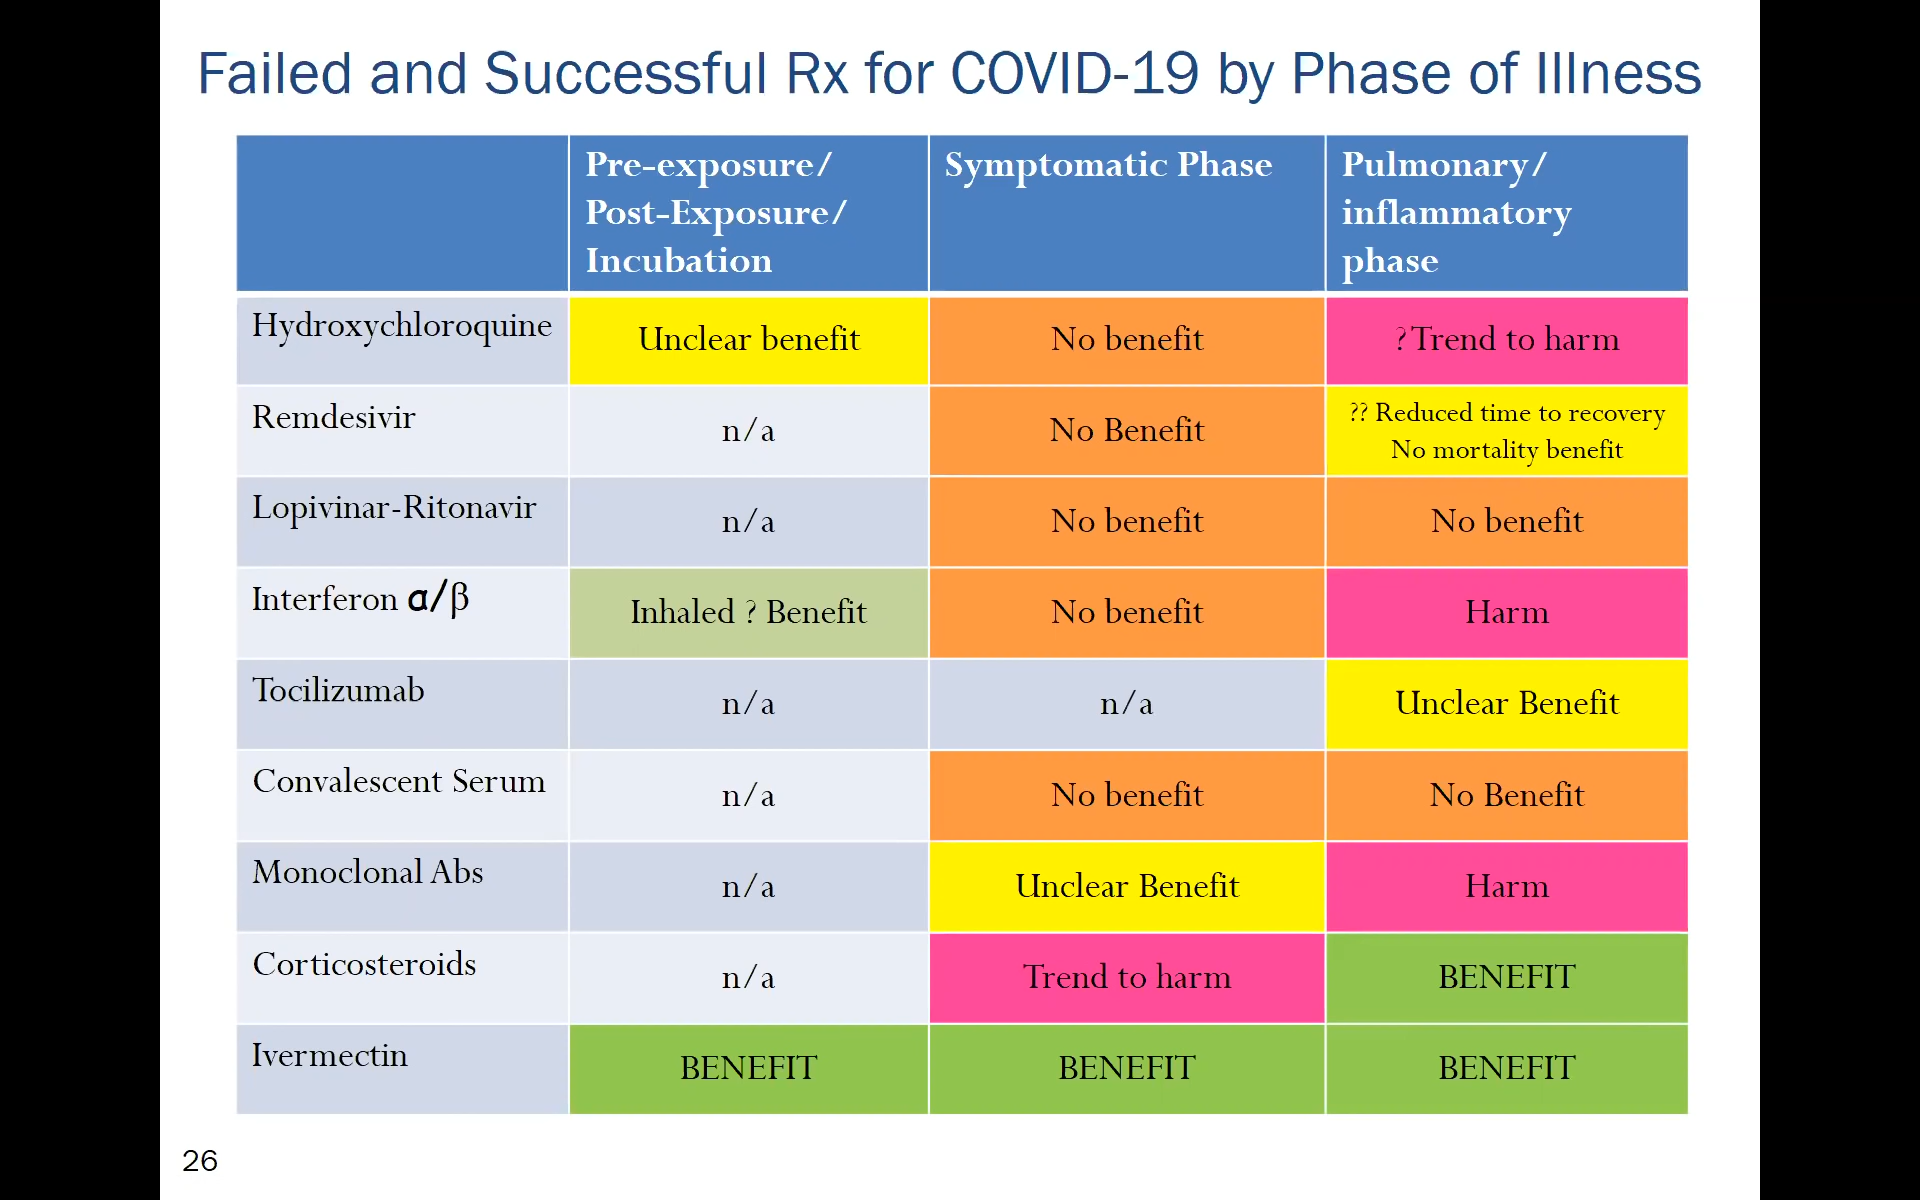 Failed and Successful Rx for COVID-19 by Phase of Illness
Pre-exposure/
Post-Exposure/
Incubation
Symptomatic Phase
Pulmonary/
inflammatory
phase
Hydroxychloroquine
Unclear benefit
No benefit
? Trend to harm
Remdesivir
n/a
No Benefit
?? Reduced time to recovery
No mortality benefit
Lopivinar-Ritonavir
n/a
No benefit
No benefit
Interferon α/β
Inhaled ? Benefit
No benefit
Harm
Tocilizumab
n/a
n/a
Unclear Benefit
Convalescent Serum
n/a
No benefit
No Benefit
Monoclonal Abs
n/a
Unclear Benefit
Harm
Corticosteroids
n/a
Trend to harm
BENEFIT
Ivermectin
BENEFIT
BENEFIT
BENEFIT
26